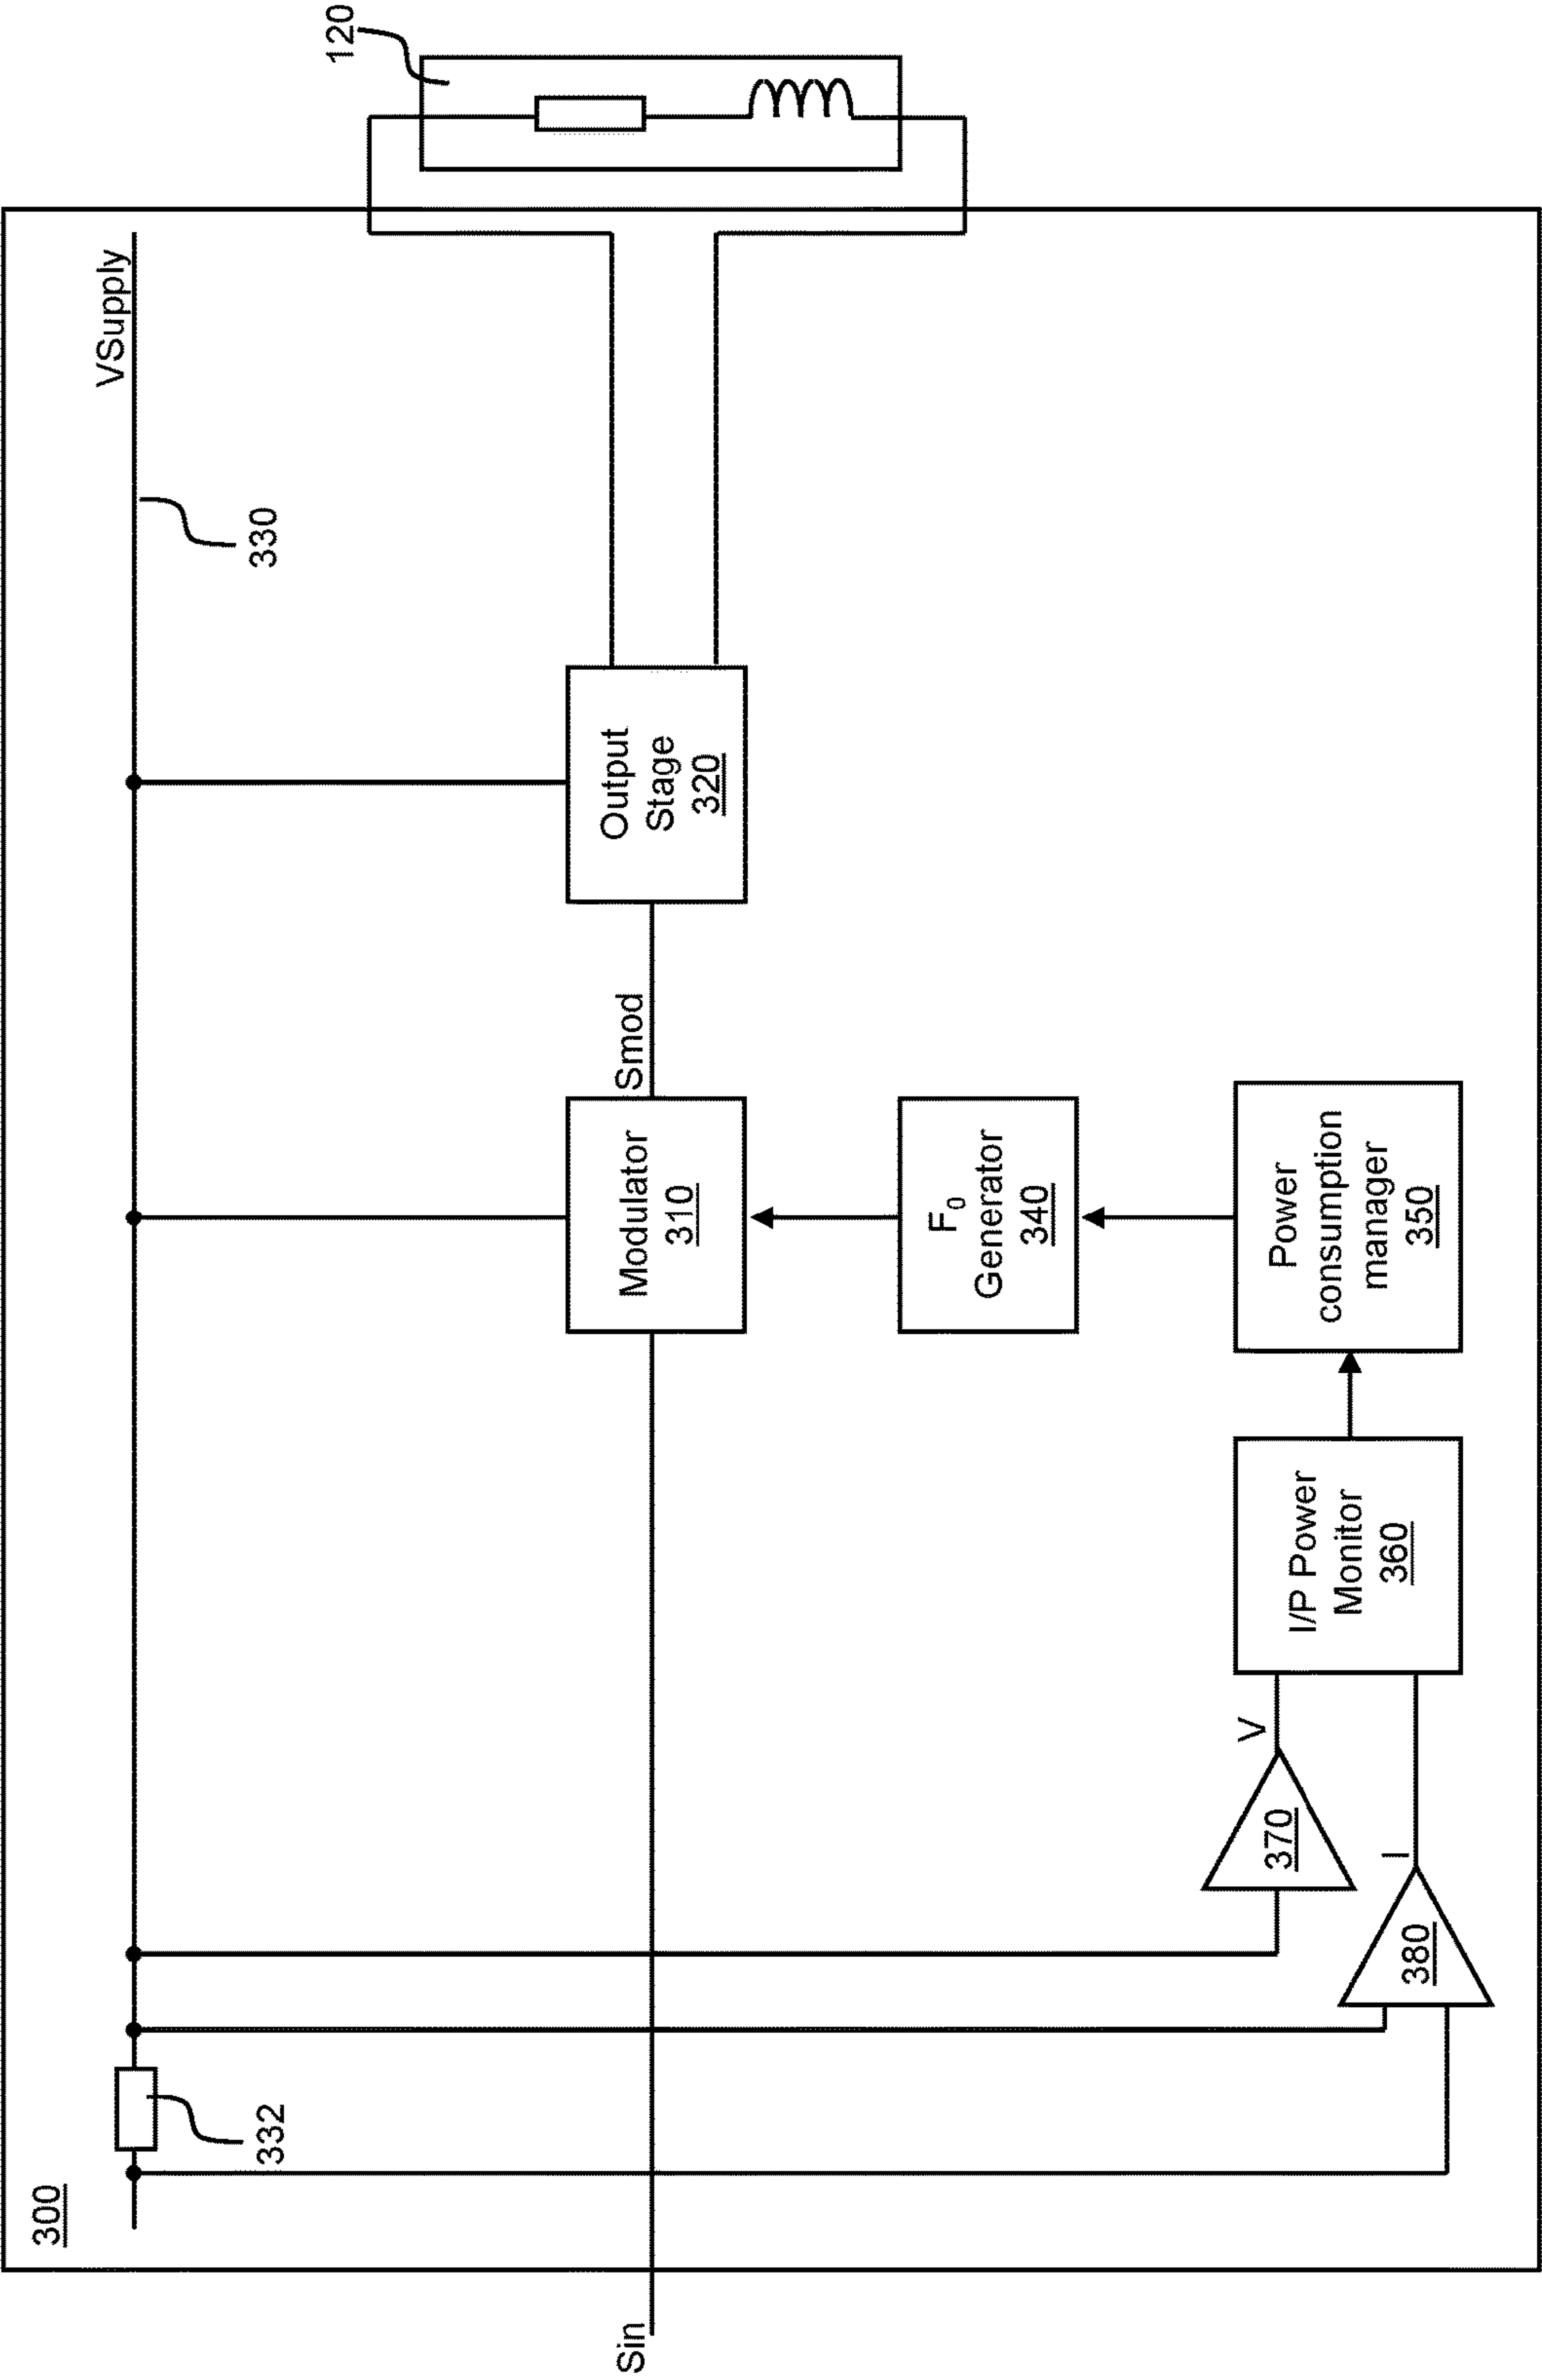 300
332
VSupply
330
120
Sin
Modulator
310
Smod
Output
Stage
320
F₀
Generator
340
Power
consumption
manager
350
I/P Power
Monitor
360
V
370
I
380